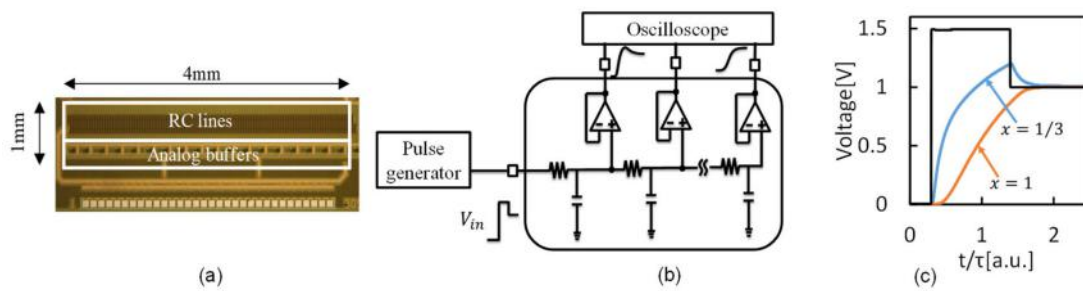 4mm
1mm
RC lines
Analog buffers
(a)
Oscilloscope
Pulse
generator
V_in
− + − + − +
(b)
Voltage[V]
1.5
1
0.5
0
x = 1/3
x = 1
0 1 2
t/τ[a.u.]
(c)